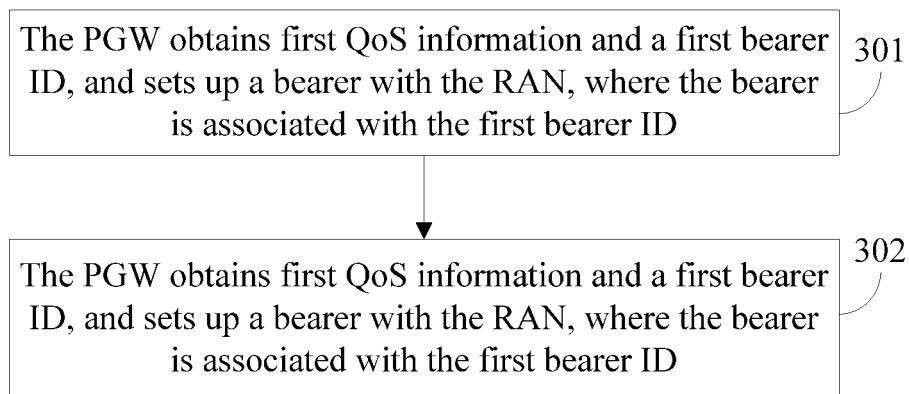 The PGW obtains first QoS information and a first bearer
ID, and sets up a bearer with the RAN, where the bearer
is associated with the first bearer ID
301
The PGW obtains first QoS information and a first bearer
ID, and sets up a bearer with the RAN, where the bearer
is associated with the first bearer ID
302